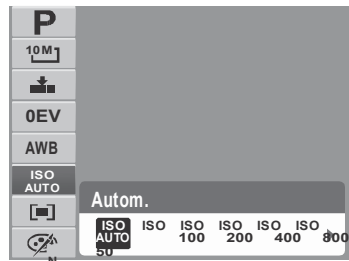 P
10M
0EV
AWB
ISO
AUTO
Autom.
ISO ISO ISO ISO ISO ISO
AUTO 100 200 400 800
50
N